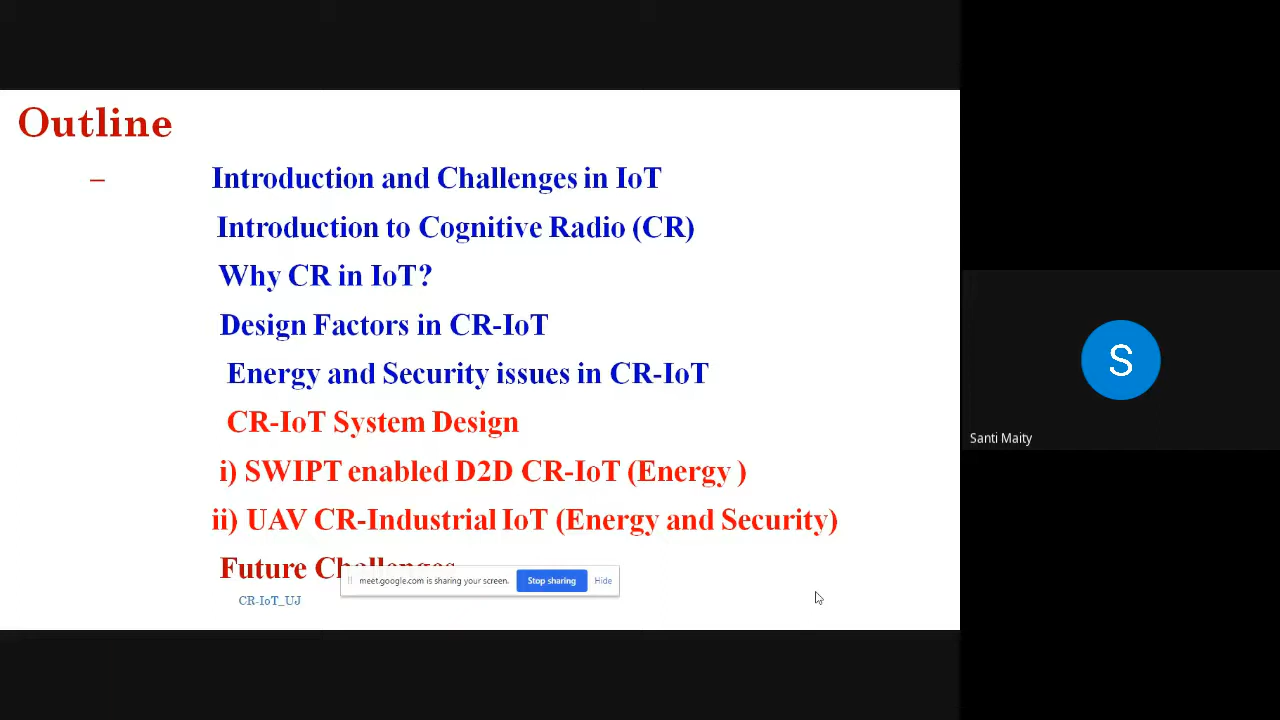 Outline
– Introduction and Challenges in IoT
Introduction to Cognitive Radio (CR)
Why CR in IoT?
Design Factors in CR-IoT
Energy and Security issues in CR-IoT
CR-IoT System Design
i) SWIPT enabled D2D CR-IoT (Energy )
ii) UAV CR-Industrial IoT (Energy and Security)
Future Challenges
meet.google.com is sharing your screen. Stop sharing Hide
CR-IoT_UJ
S
Santi Maity